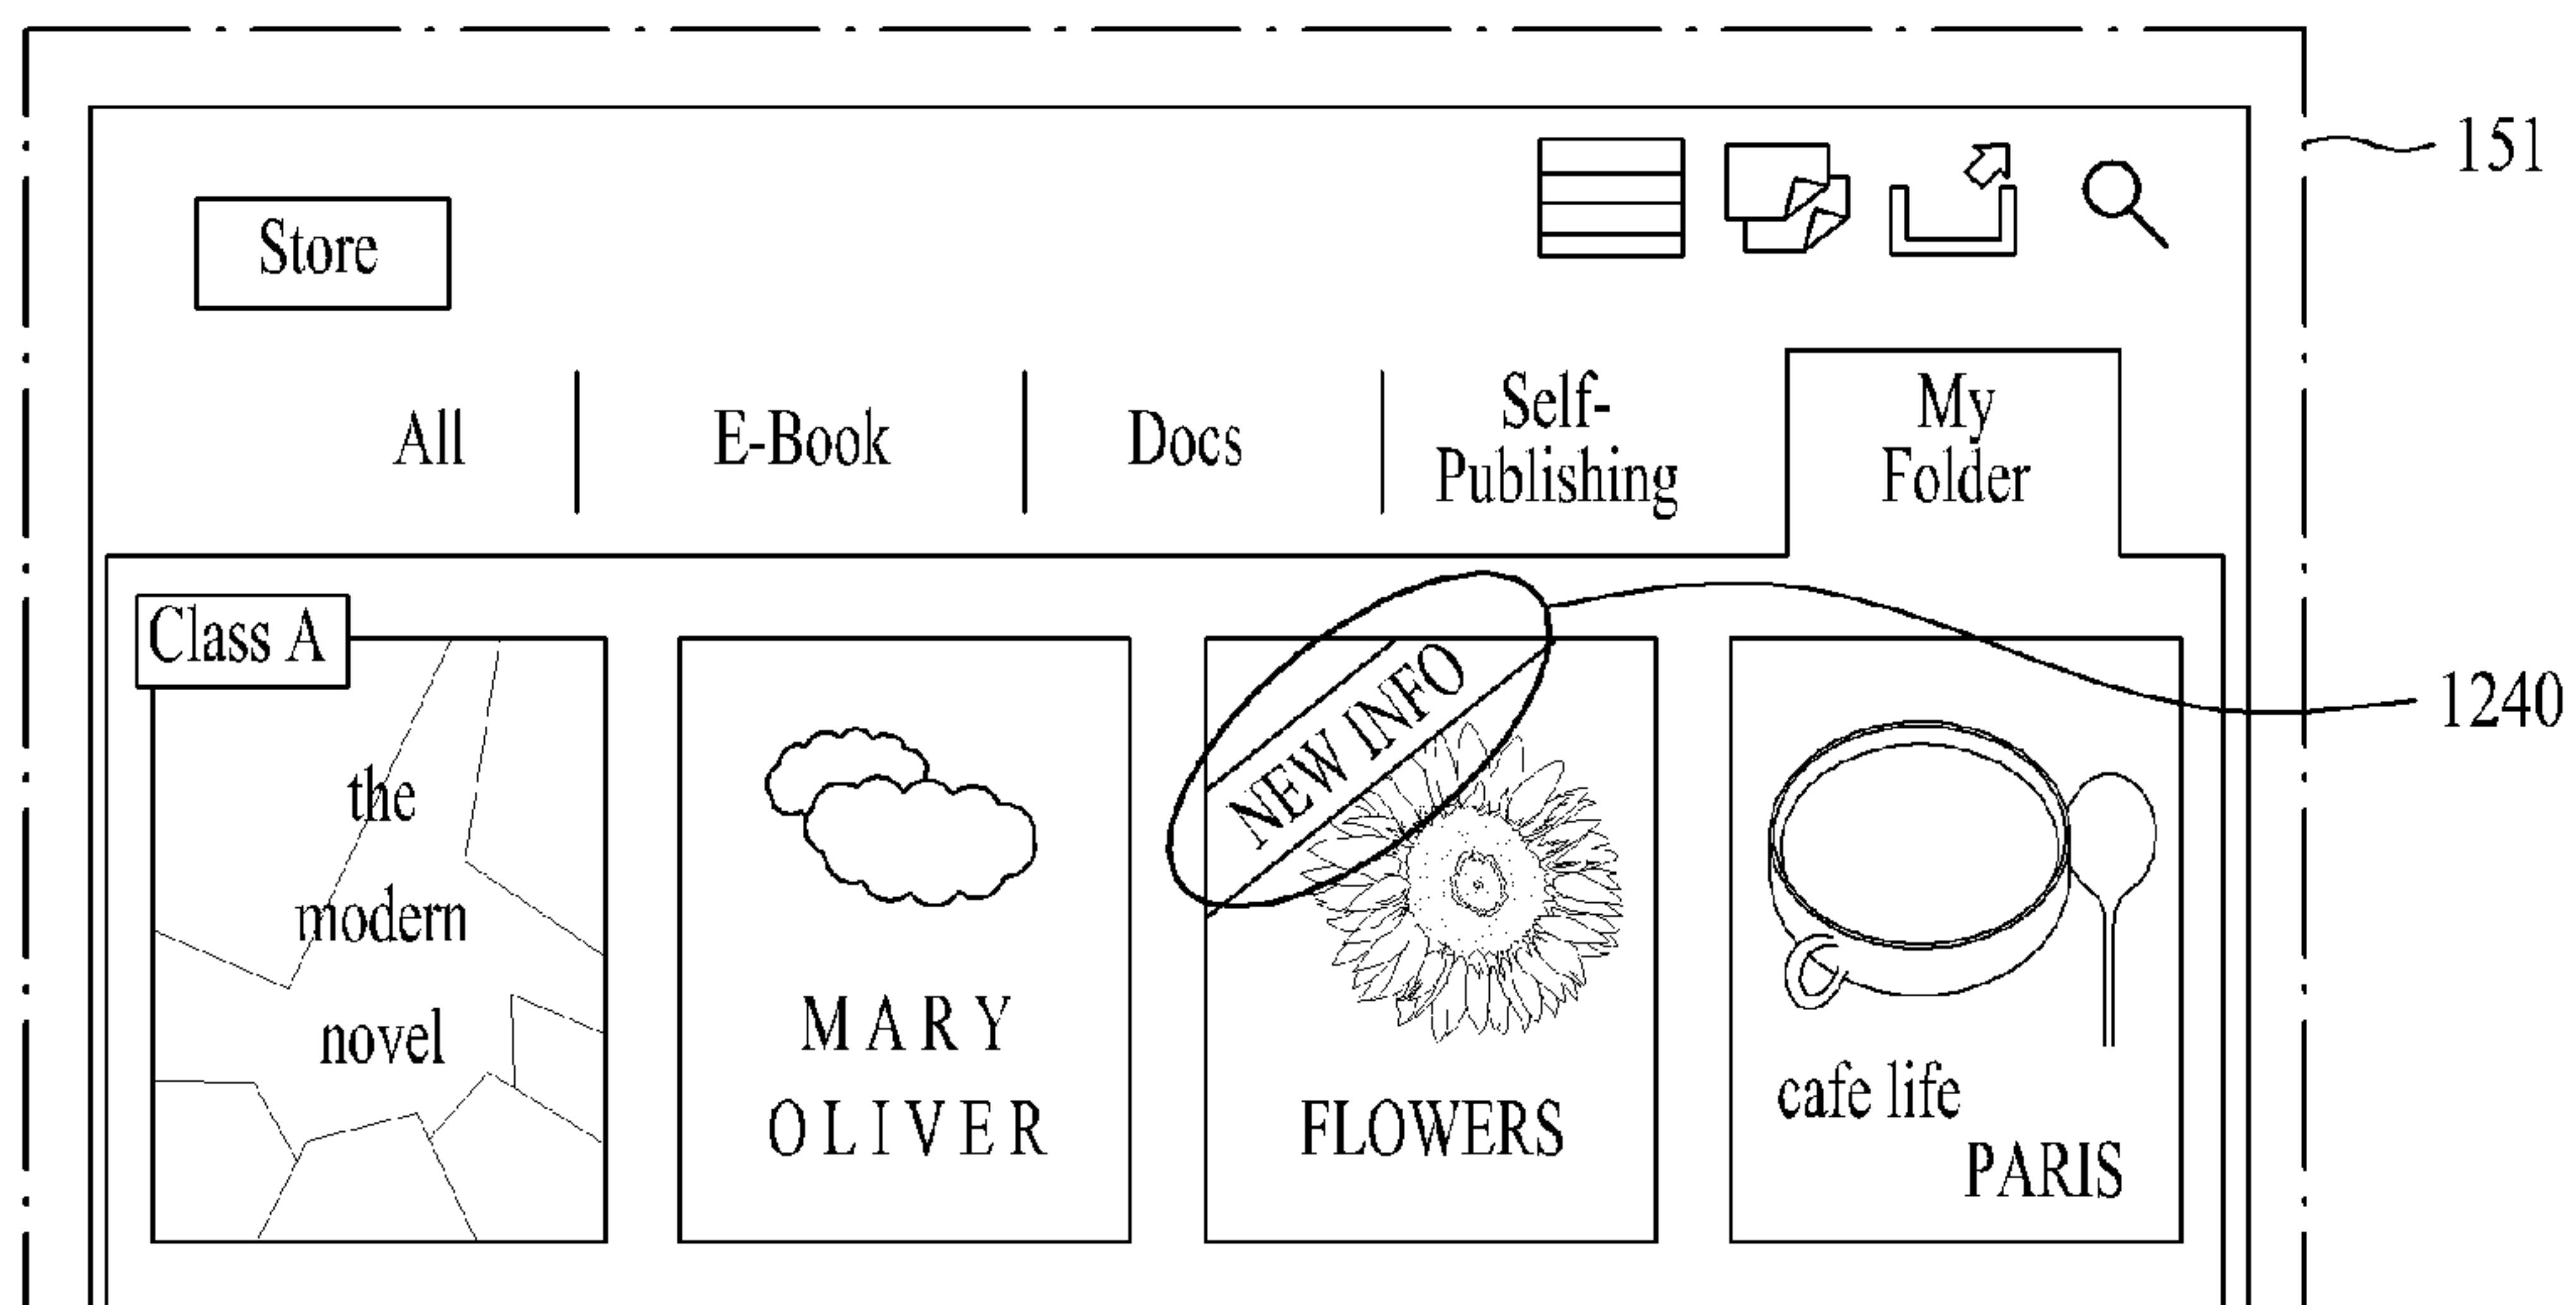 151
Store
All
E-Book
Docs
Self-
Publishing
My
Folder
Class A
the
modern
novel
MARY
OLIVER
NEW INFO
FLOWERS
cafe life
PARIS
1240